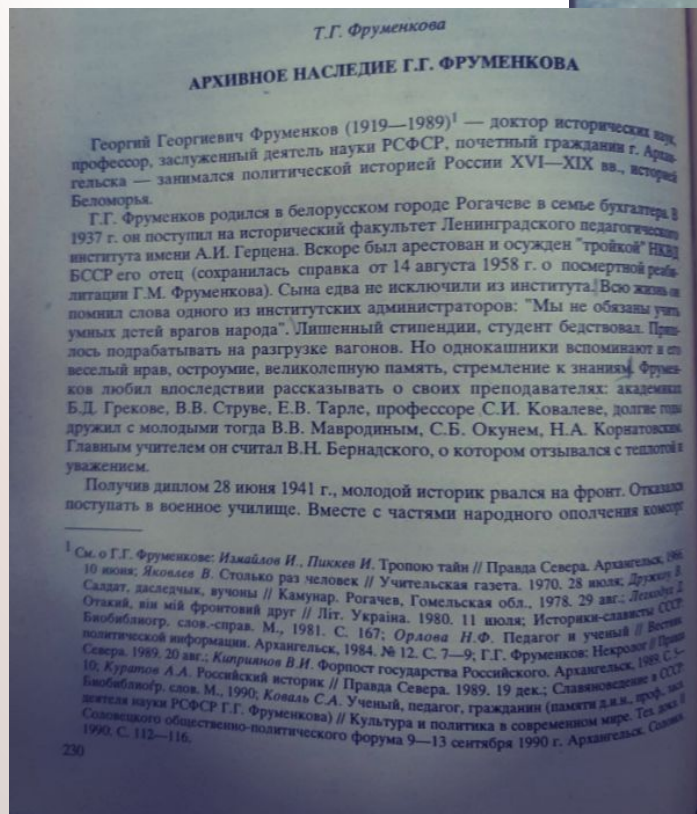 Т.Г. Фруменкова
АРХИВНОЕ НАСЛЕДИЕ Г.Г. ФРУМЕНКОВА
Георгий Георгиевич Фруменков (1919—1989)¹ — доктор исторических наук,
профессор, заслуженный деятель науки РСФСР, почетный гражданин г. Архан-
гельска — занимался политической историей России XVI—XIX вв., историей
Беломорья.
Г.Г. Фруменков родился в белорусском городе Рогачеве в семье бухгалтера. В
1937 г. он поступил на исторический факультет Ленинградского педагогического
института имени А.И. Герцена. Вскоре был арестован и осужден "тройкой" НКВД
БССР его отец (сохранилась справка от 14 августа 1958 г. о посмертной реаби-
литации Г.М. Фруменкова). Сына едва не исключили из института. Всю жизнь он
помнил слова одного из институтских администраторов: "Мы не обязаны учить
умных детей врагов народа". Лишенный стипендии, студент бедствовал. Приш-
лось подрабатывать на разгрузке вагонов. Но однокашники вспоминают и его
веселый нрав, остроумие, великолепную память, стремление к знаниям. Фрумен-
ков любил впоследствии рассказывать о своих преподавателях: академиках
Б.Д. Грекове, В.В. Струве, Е.В. Тарле, профессоре С.И. Ковалеве, долгие годы
дружил с молодыми тогда В.В. Мавродиным, С.Б. Окунем, Н.А. Корнатовским.
Главным учителем он считал В.Н. Бернадского, о котором отзывался с теплотой и
уважением.
Получив диплом 28 июня 1941 г., молодой историк рвался на фронт. Отказался
поступать в военное училище. Вместе с частями народного ополчения комсорг
¹ См. о Г.Г. Фруменкове: Измайлов И., Пиккев И. Тропою тайн // Правда Севера. Архангельск,
10 июня; Яковлев В. Столько раз человек // Учительская газета. 1970. 28 июля; Дружкоў В.
Салдат, даследчык, вучоны // Камунар. Рогачев, Гомельская обл., 1978. 29 авг.;
Отакий, він мій фронтовий друг // Літ. Україна. 1980. 11 июля; Историки-слависты СССР:
Биобиблиогр. слов.-справ. М., 1981. С. 167; Орлова Н.Ф. Педагог и ученый // Вестник
политической информации. Архангельск, 1984. № 12. С. 7—9; Г.Г. Фруменков: Некролог // Правда
Севера. 1989. 20 авг.; Киприянов В.И. Форпост государства Российского. Архангельск, 1989. С. 5—
10; Куратов А.А. Российский историк // Правда Севера. 1989. 19 дек.; Славяноведение в СССР:
Биобиблиогр. слов. М., 1990; Коваль С.А. Ученый, педагог, гражданин (памяти д.и.н., проф., засл.
деятеля науки РСФСР Г.Г. Фруменкова) // Культура и политика в современном мире. Тез. докл. II
Соловецкого общественно-политического форума 9—13 сентября 1990 г. Архангельск. Соловки,
1990. С. 112—116.
230